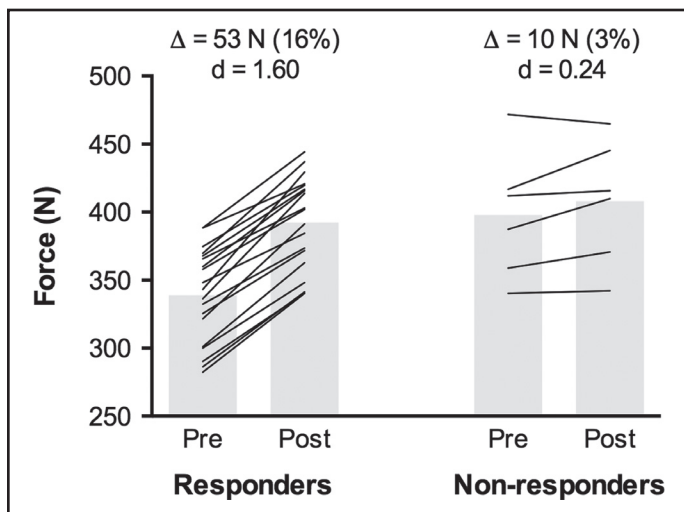 Δ = 53 N (16%)
d = 1.60
Δ = 10 N (3%)
d = 0.24
Force (N)
500
450
400
350
300
250
Pre
Post
Pre
Post
Responders
Non-responders